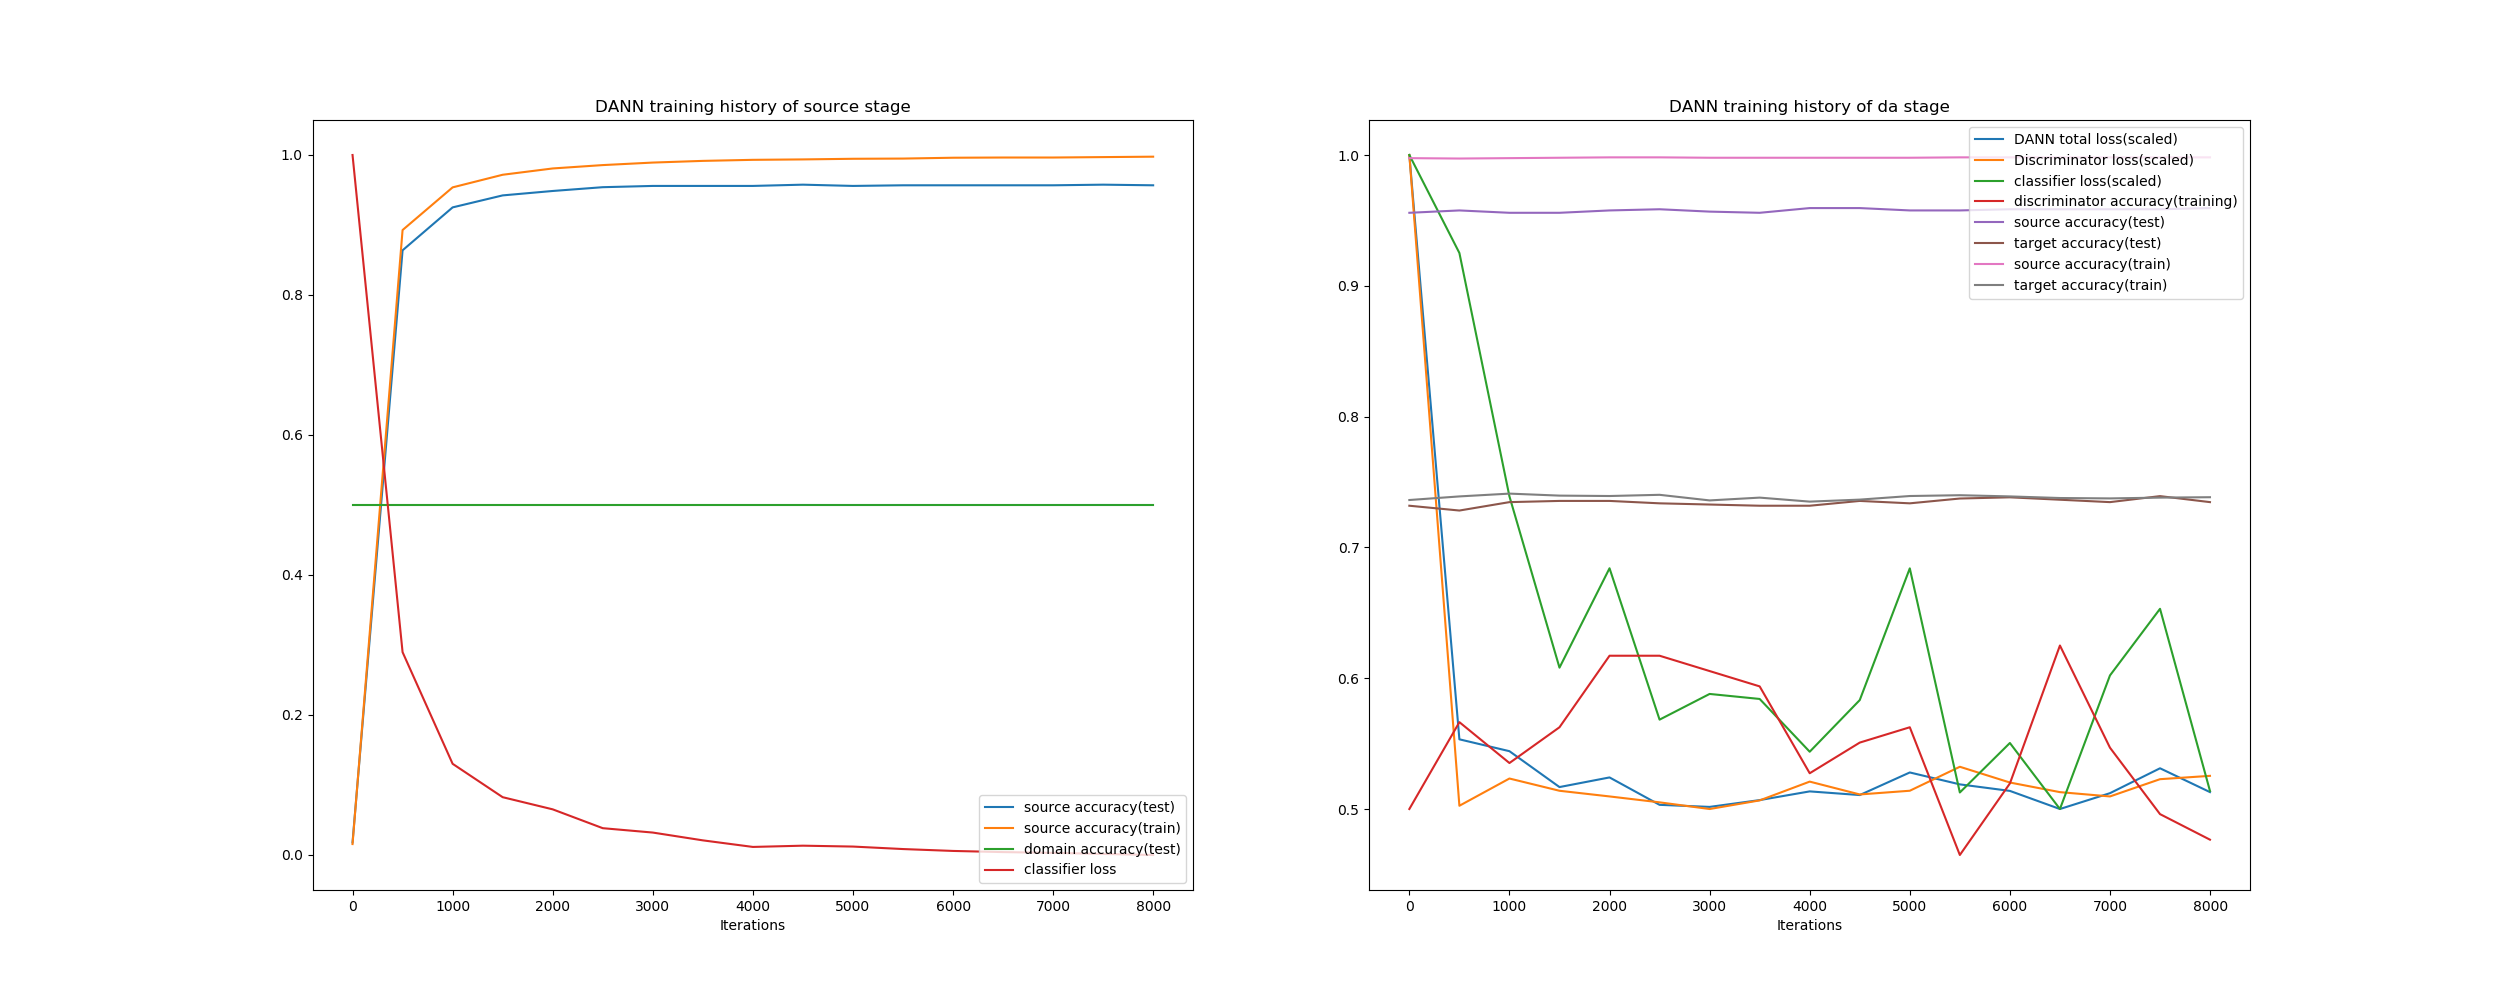 DANN training history of source stage
1.0
0.8
0.6
0.4
0.2
0.0
source accuracy(test)
source accuracy(train)
domain accuracy(test)
classifier loss
0 1000 2000 3000 4000 5000 6000 7000 8000
Iterations
DANN training history of da stage
DANN total loss(scaled)
Discriminator loss(scaled)
classifier loss(scaled)
discriminator accuracy(training)
source accuracy(test)
target accuracy(test)
source accuracy(train)
target accuracy(train)
1.0
0.9
0.8
0.7
0.6
0.5
0 1000 2000 3000 4000 5000 6000 7000 8000
Iterations